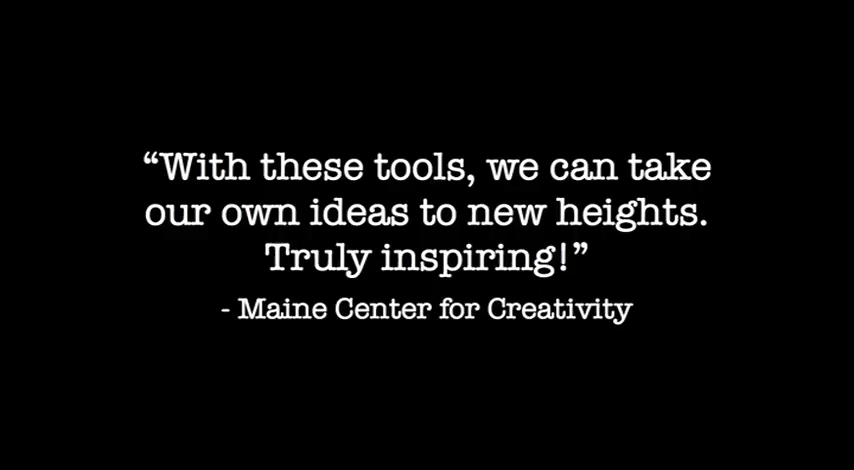 “With these tools, we can take
our own ideas to new heights.
Truly inspiring!”
- Maine Center for Creativity